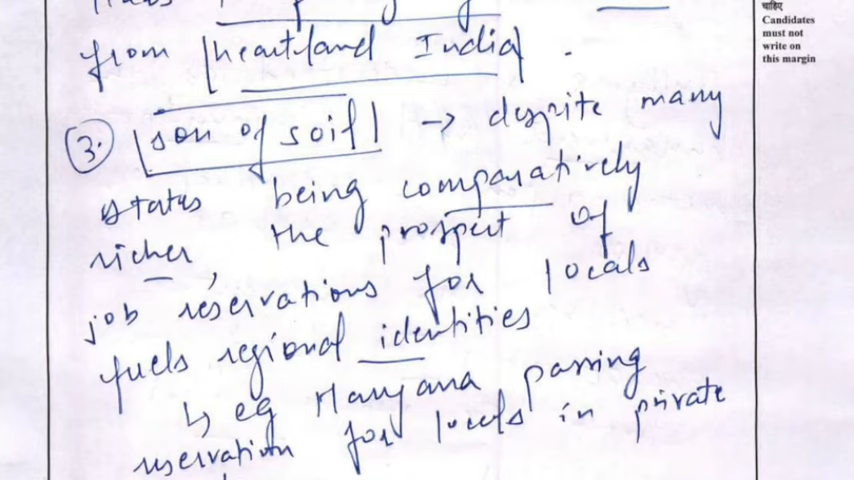 from heartland India .
चाहिए
Candidates
must not
write on
this margin
3. son of soil → despite many
status being comparatively
richer, the prospect of
job reservations for locals
fuels regional identities
↳ eg Haryana passing
reservation for locals in private